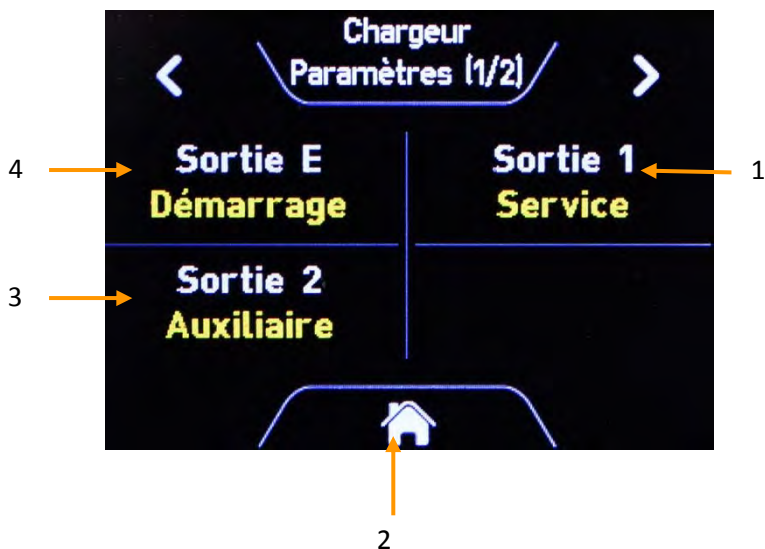 Chargeur
Paramètres (1/2)
4
Sortie E
Démarrage
Sortie 1
Service
1
3
Sortie 2
Auxiliaire
2